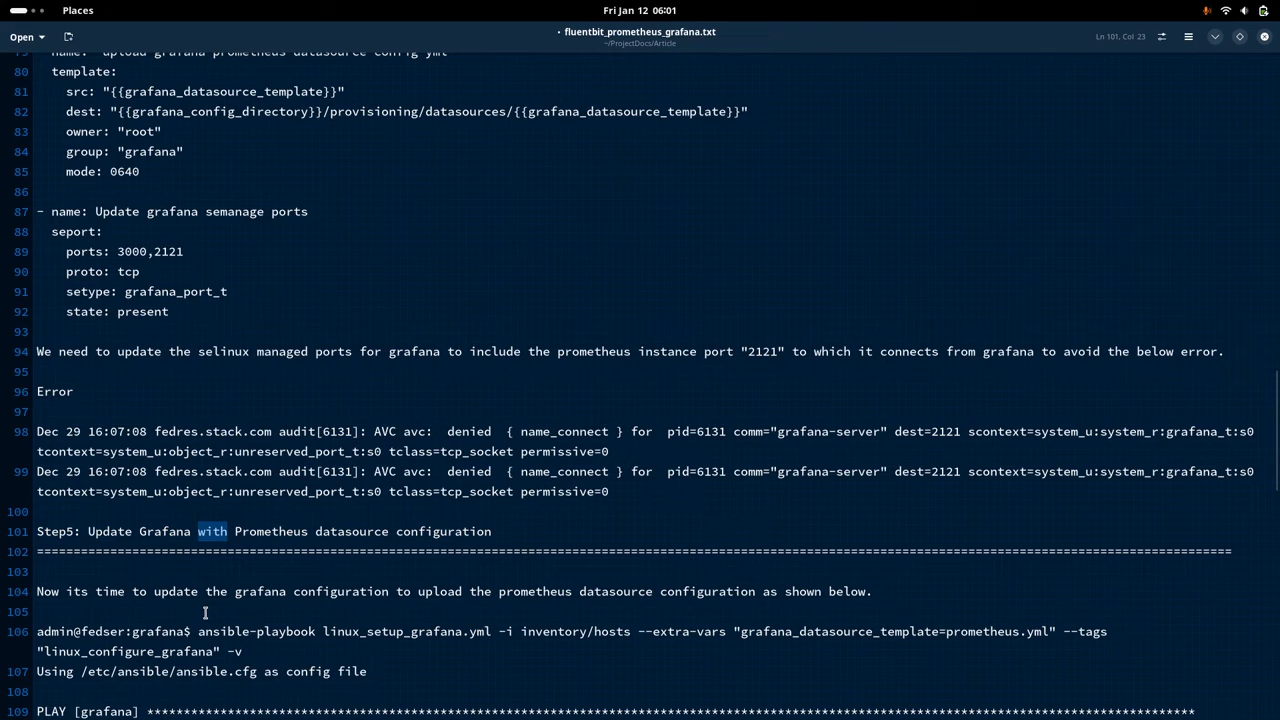 Places
Fri Jan 12 06:01
Open
• fluentbit_prometheus_grafana.txt
~/ProjectDocs/Article
Ln 101, Col 23
name: upload grafana prometheus datasource config yml
80 template:
81 src: "{{grafana_datasource_template}}"
82 dest: "{{grafana_config_directory}}/provisioning/datasources/{{grafana_datasource_template}}"
83 owner: "root"
84 group: "grafana"
85 mode: 0640
86
87 - name: Update grafana semanage ports
88 seport:
89 ports: 3000,2121
90 proto: tcp
91 setype: grafana_port_t
92 state: present
93
94 We need to update the selinux managed ports for grafana to include the prometheus instance port "2121" to which it connects from grafana to avoid the below error.
95
96 Error
97
98 Dec 29 16:07:08 fedres.stack.com audit[6131]: AVC avc:  denied  { name_connect } for  pid=6131 comm="grafana-server" dest=2121 scontext=system_u:system_r:grafana_t:s0
tcontext=system_u:object_r:unreserved_port_t:s0 tclass=tcp_socket permissive=0
99 Dec 29 16:07:08 fedres.stack.com audit[6131]: AVC avc:  denied  { name_connect } for  pid=6131 comm="grafana-server" dest=2121 scontext=system_u:system_r:grafana_t:s0
tcontext=system_u:object_r:unreserved_port_t:s0 tclass=tcp_socket permissive=0
100
101 Step5: Update Grafana with Prometheus datasource configuration
102 ===================================================================================================================================================================
103
104 Now its time to update the grafana configuration to upload the prometheus datasource configuration as shown below.
105
106 admin@fedser:grafana$ ansible-playbook linux_setup_grafana.yml -i inventory/hosts --extra-vars "grafana_datasource_template=prometheus.yml" --tags
"linux_configure_grafana" -v
107 Using /etc/ansible/ansible.cfg as config file
108
109 PLAY [grafana] ***********************************************************************************************************************************************